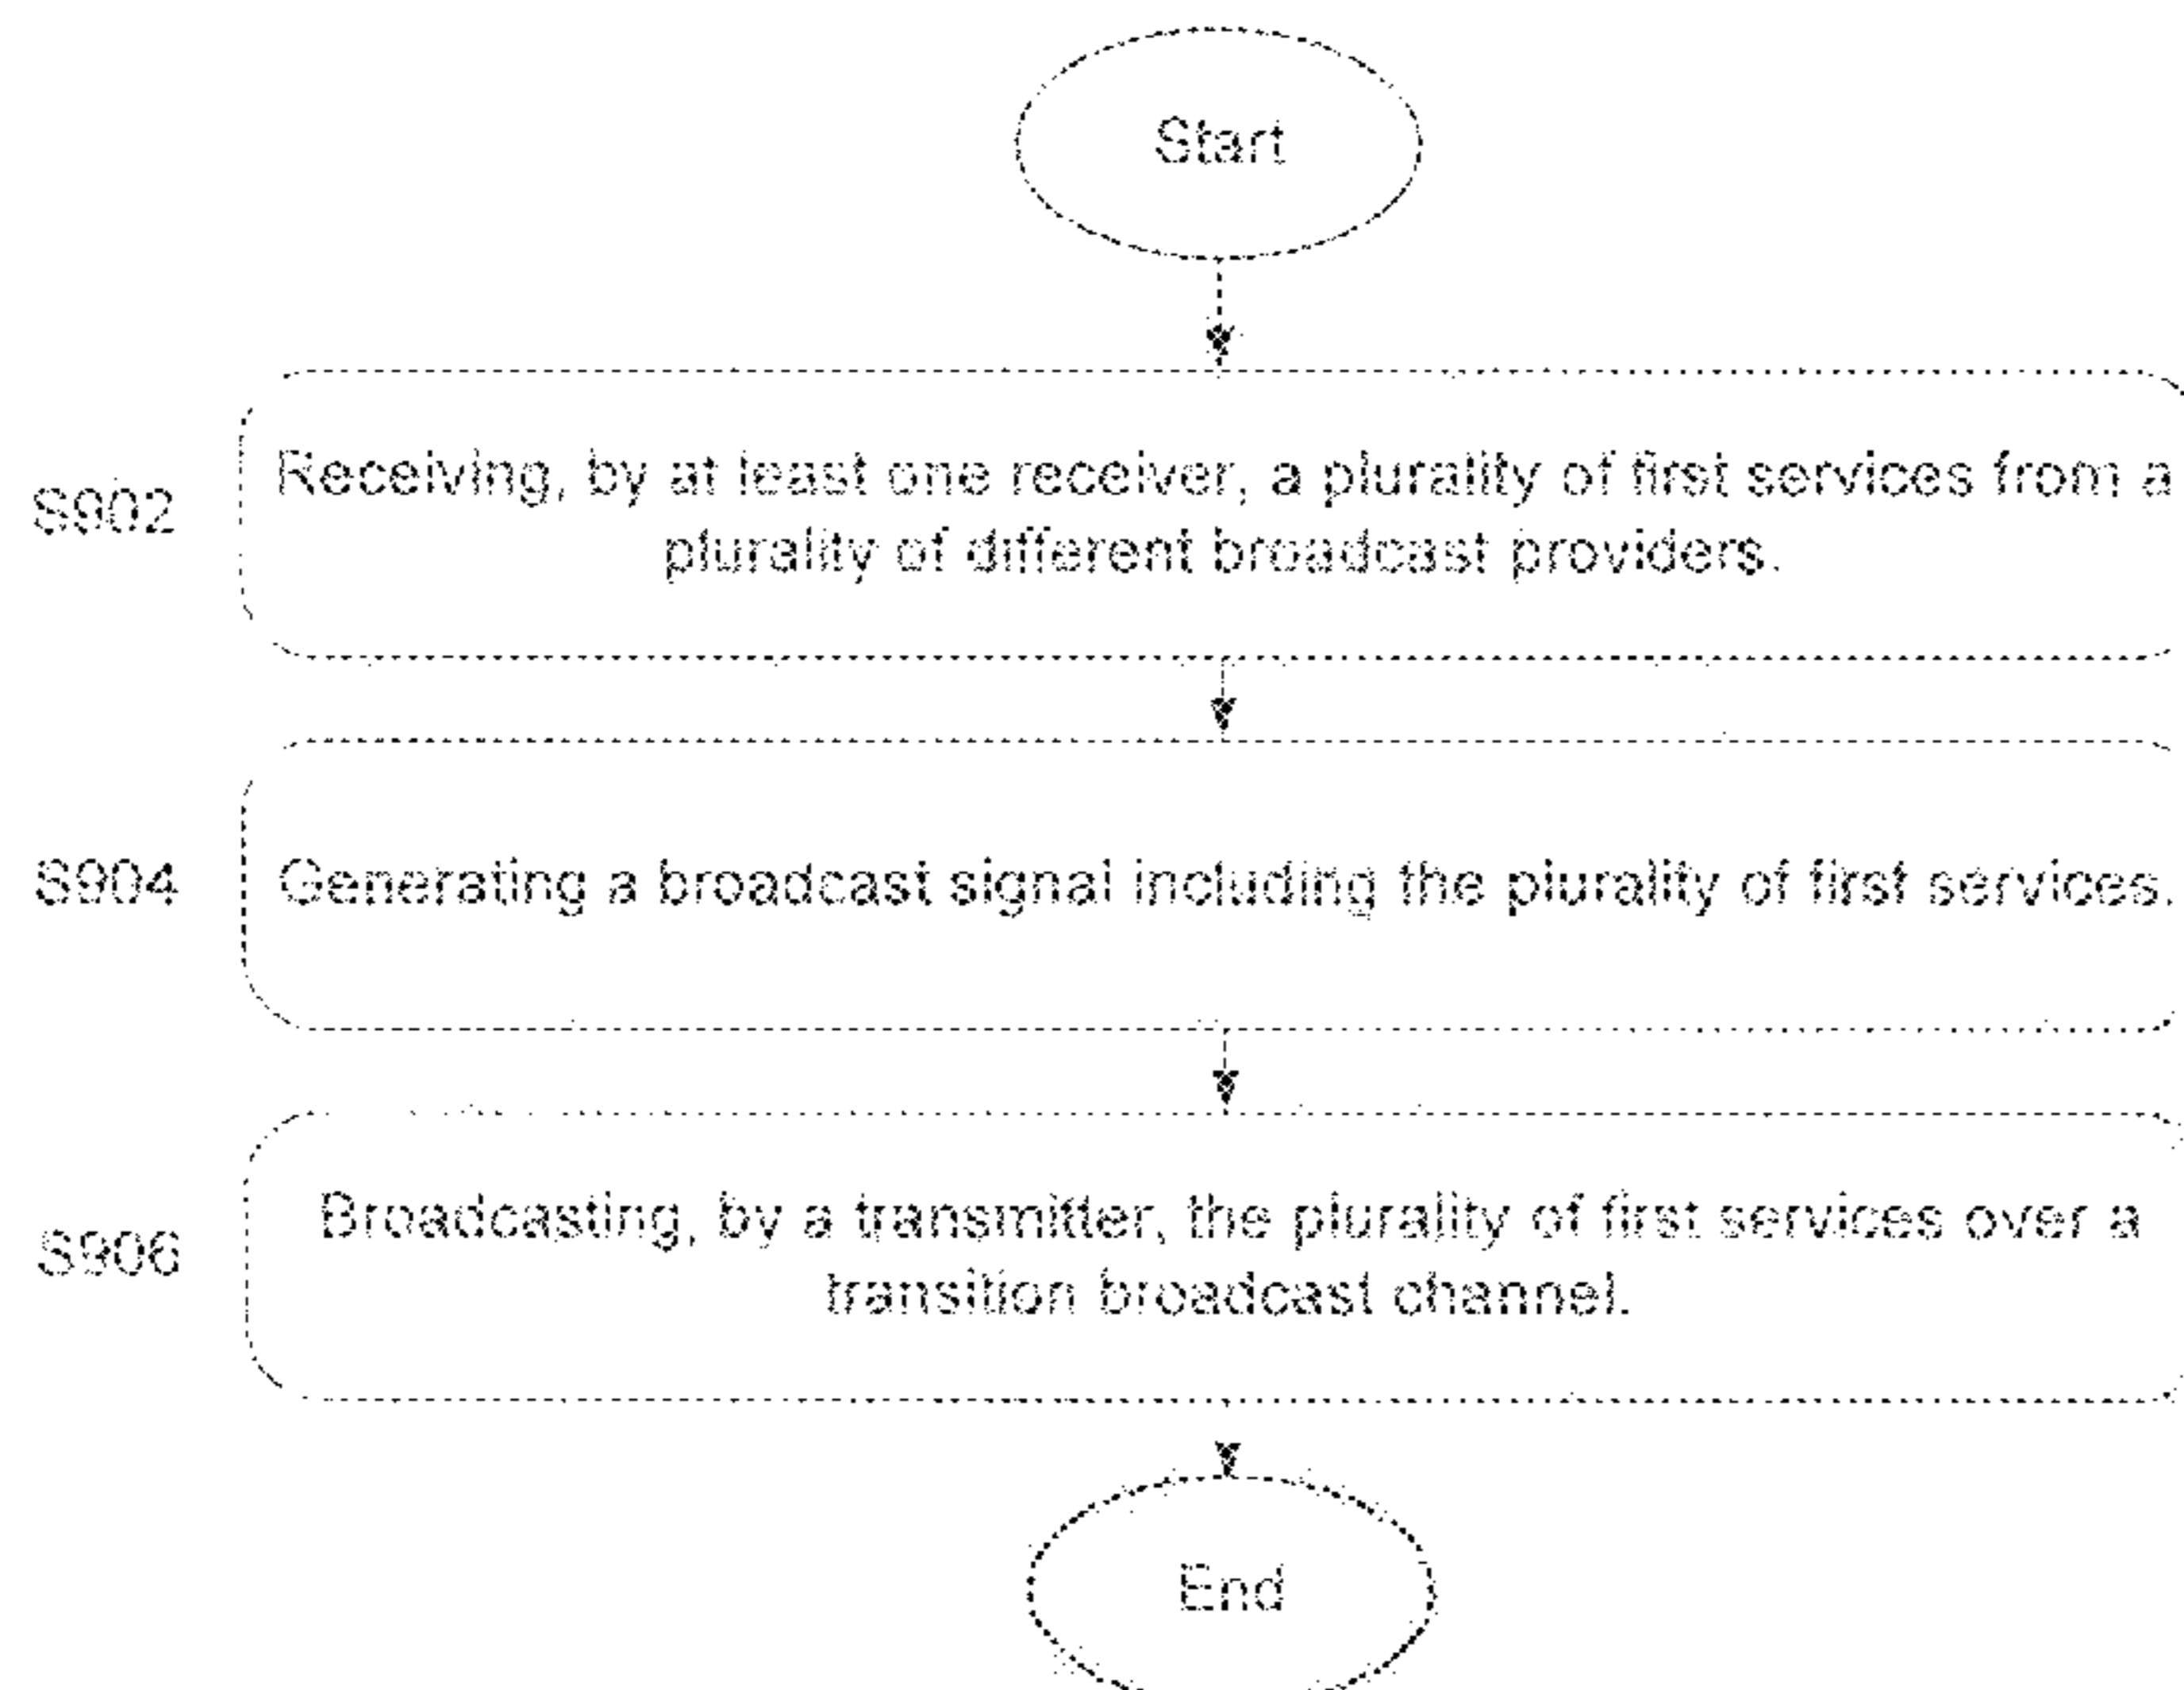 Start
S902
Receiving, by at least one receiver, a plurality of first services from a
plurality of different broadcast providers.
S904
Generating a broadcast signal including the plurality of first services.
S906
Broadcasting, by a transmitter, the plurality of first services over a
transition broadcast channel.
End